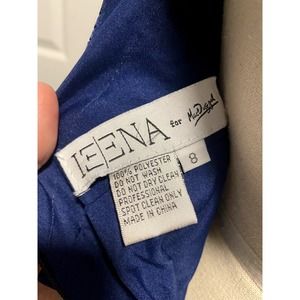 IEENA for Mac Duggal
8
100% POLYESTER
DO NOT WASH
DO NOT DRY CLEAN
PROFESSIONAL
SPOT CLEAN ONLY
MADE IN CHINA